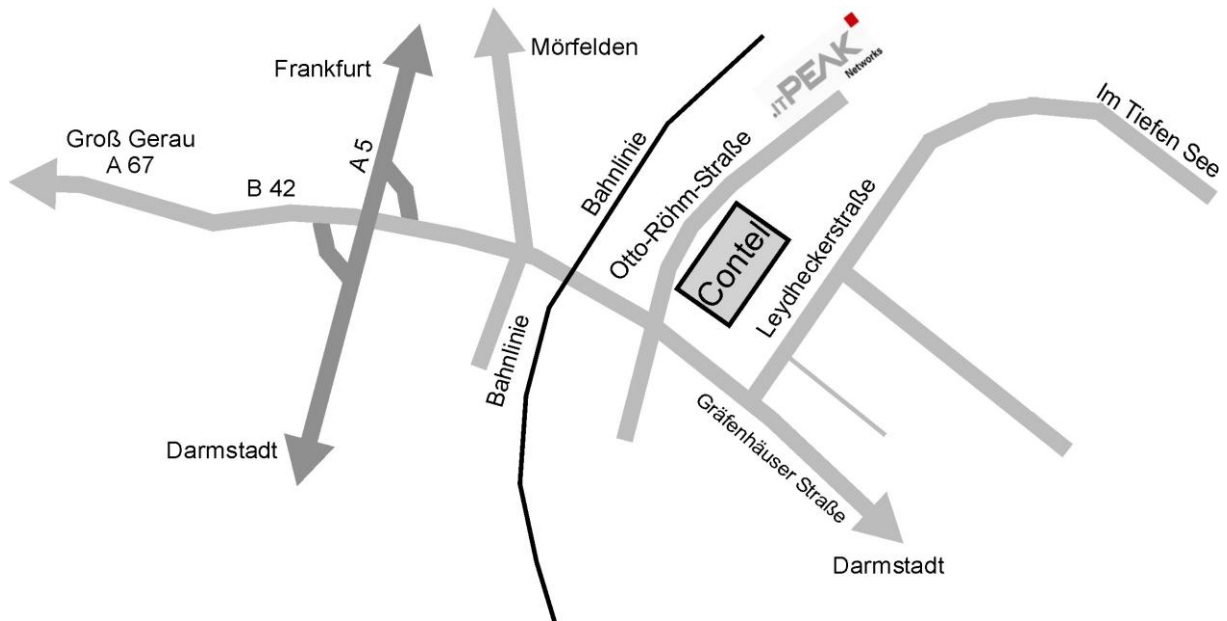 Frankfurt
Mörfelden
.ITPEAK
Networks
Groß Gerau
A 67
B 42
A 5
Bahnlinie
Otto-Röhm-Straße
Contel
Leydheckerstraße
Im Tiefen See
Bahnlinie
Gräfenhäuser Straße
Darmstadt
Darmstadt